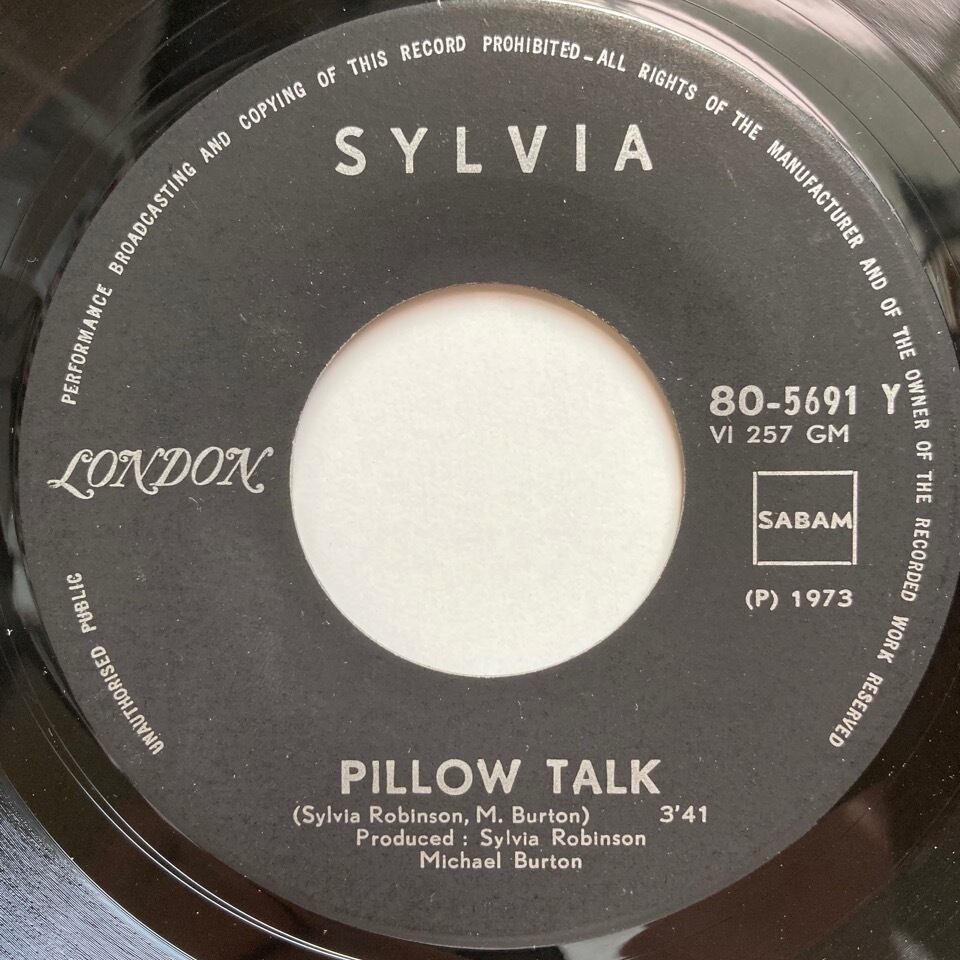 UNAUTHORISED PUBLIC PERFORMANCE BROADCASTING AND COPYING OF THIS RECORD PROHIBITED_ALL RIGHTS OF THE MANUFACTURER AND OF THE OWNER OF THE RECORDED WORK RESERVED
SYLVIA
80-5691 Y
VI 257 GM
LONDON
SABAM
(P) 1973
PILLOW TALK
(Sylvia Robinson, M. Burton) 3'41
Produced : Sylvia Robinson
Michael Burton